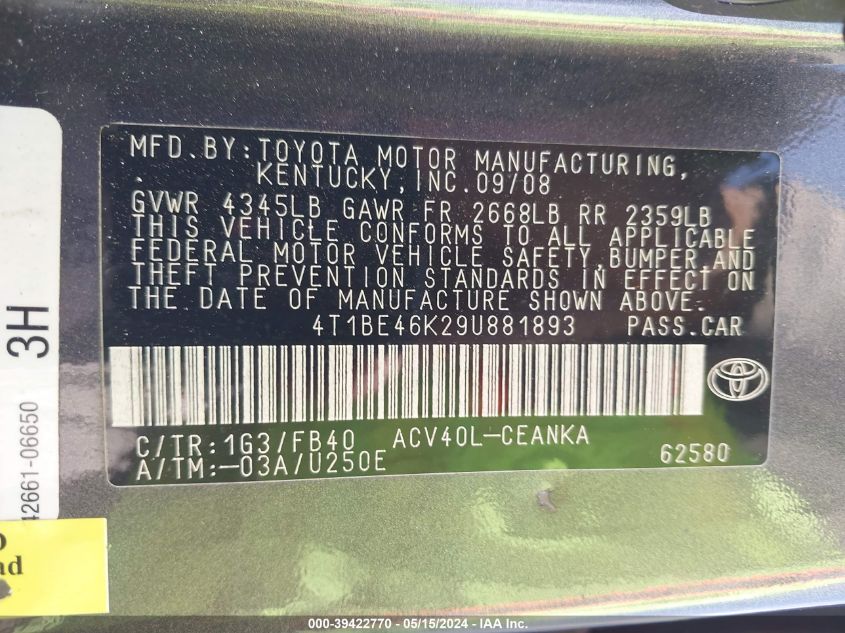 MFD.BY:TOYOTA MOTOR MANUFACTURING,
KENTUCKY,INC.09/08
GVWR 4345LB GAWR FR 2668LB RR 2359LB
THIS VEHICLE CONFORMS TO ALL APPLICABLE
FEDERAL MOTOR VEHICLE SAFETY,BUMPER,AND
THEFT PREVENTION STANDARDS IN EFFECT ON
THE DATE OF MANUFACTURE SHOWN ABOVE.
4T1BE46K29U881893 PASS.CAR
C/TR:1G3/FB40 ACV40L-CEANKA
A/TM:-03A/U250E 62580
3H
42661-06650
000-39422770 - 05/15/2024 - IAA Inc.